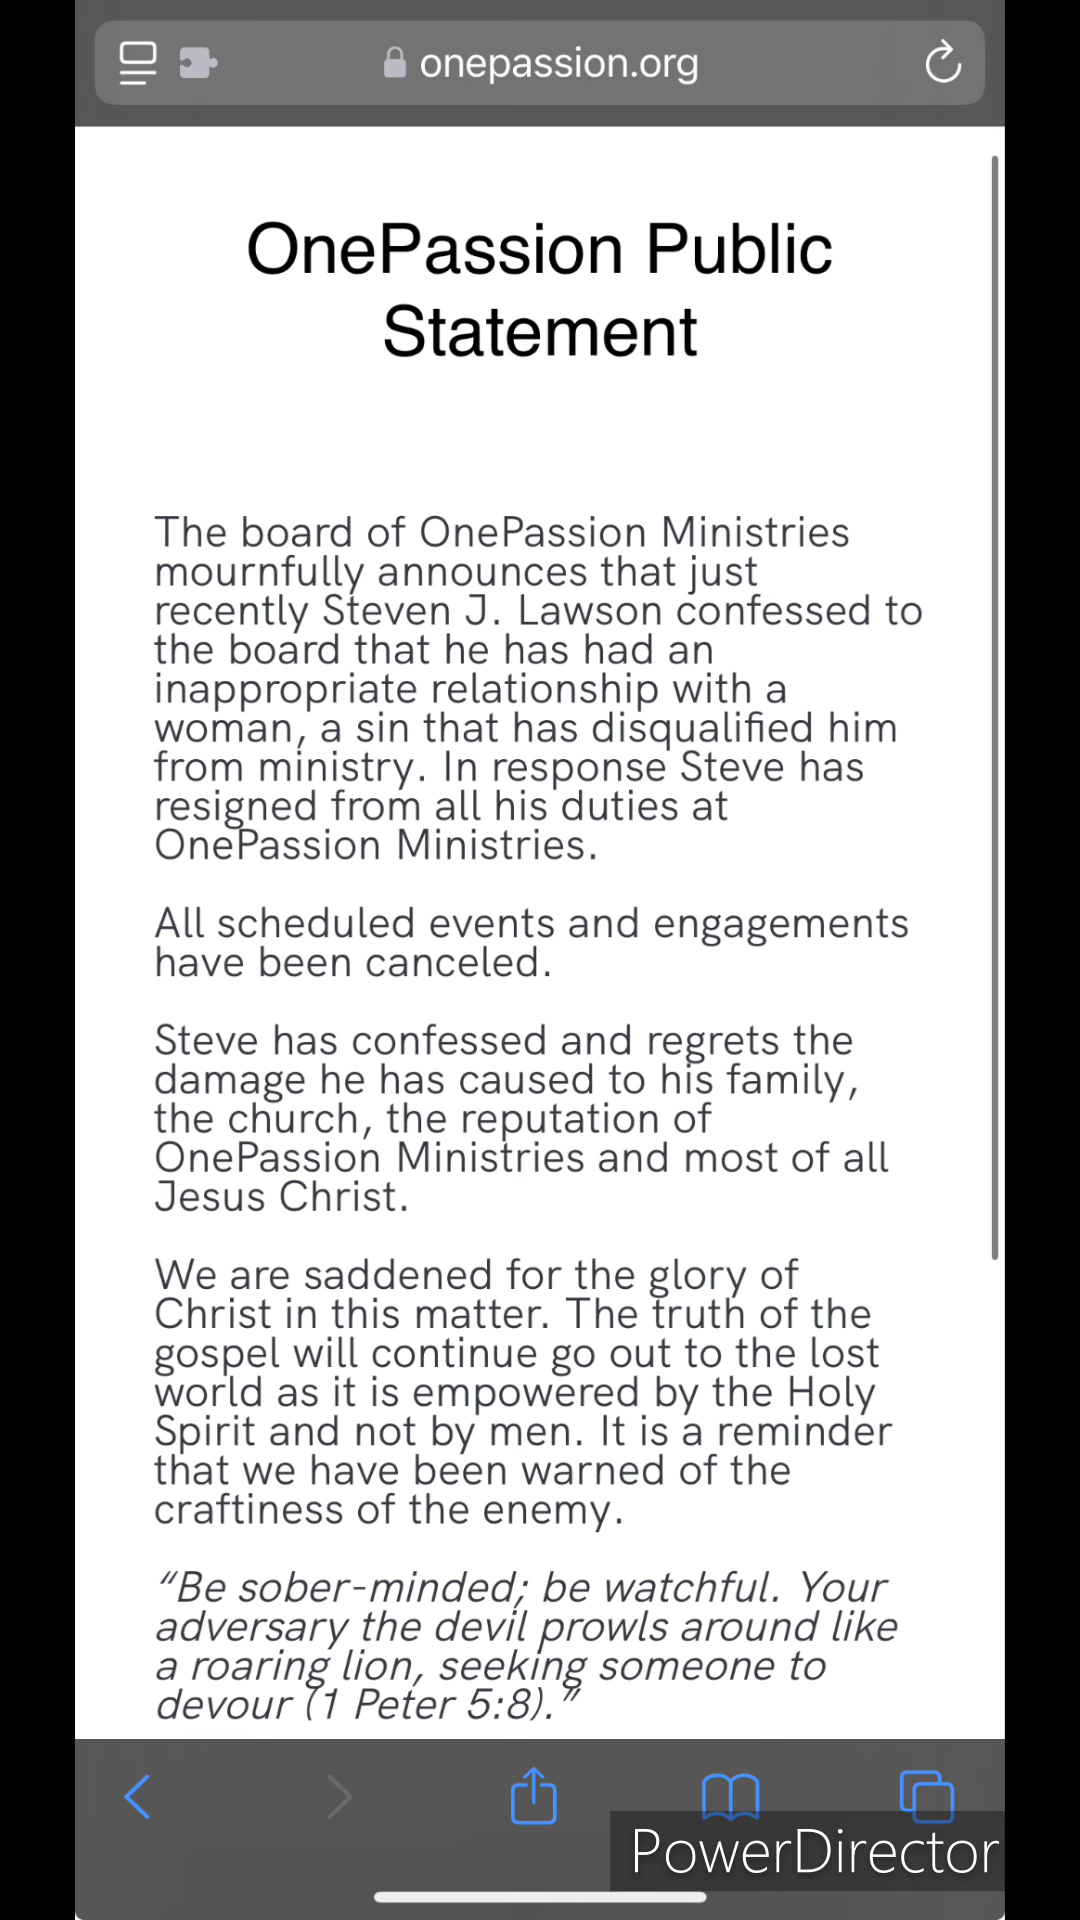 onepassion.org
OnePassion Public
Statement
The board of OnePassion Ministries
mournfully announces that just
recently Steven J. Lawson confessed to
the board that he has had an
inappropriate relationship with a
woman, a sin that has disqualified him
from ministry. In response Steve has
resigned from all his duties at
OnePassion Ministries.
All scheduled events and engagements
have been canceled.
Steve has confessed and regrets the
damage he has caused to his family,
the church, the reputation of
OnePassion Ministries and most of all
Jesus Christ.
We are saddened for the glory of
Christ in this matter. The truth of the
gospel will continue go out to the lost
world as it is empowered by the Holy
Spirit and not by men. It is a reminder
that we have been warned of the
craftiness of the enemy.
“Be sober-minded; be watchful. Your
adversary the devil prowls around like
a roaring lion, seeking someone to
devour (1 Peter 5:8).”
PowerDirector